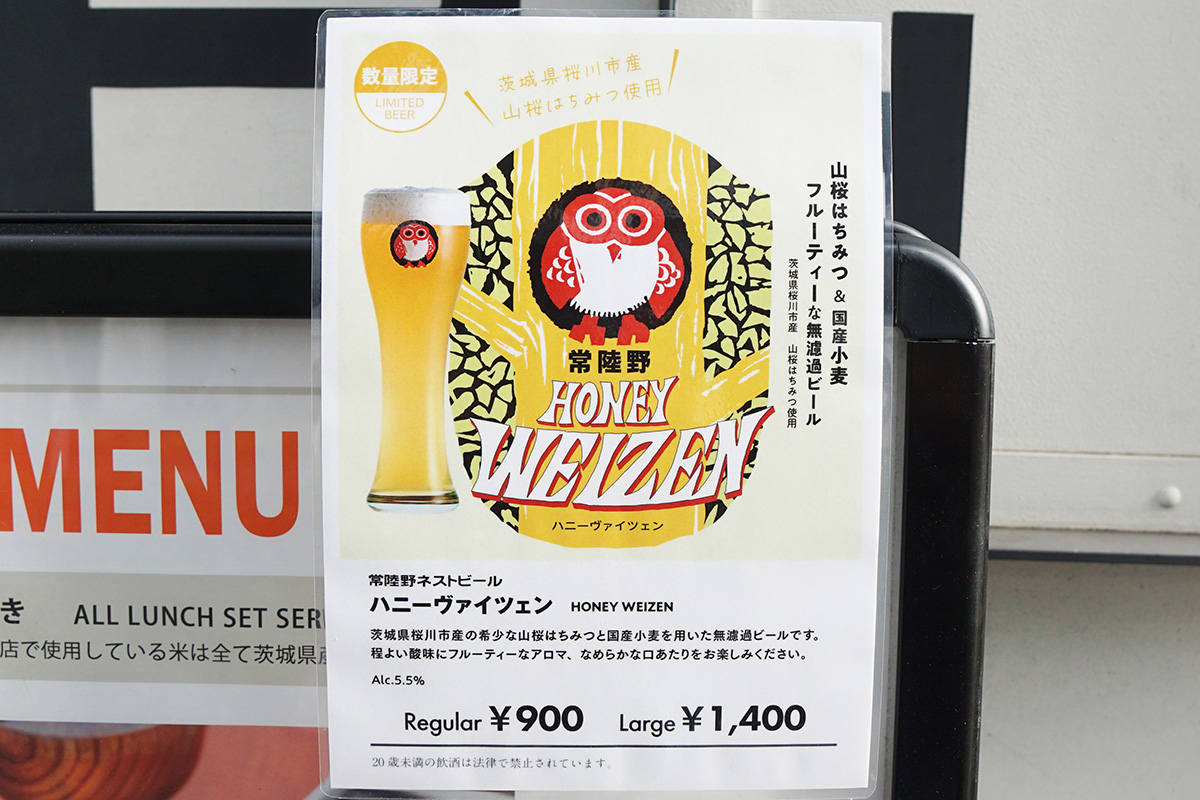 数量限定
LIMITED
BEER
茨城県桜川市産
山桜はちみつ使用
山桜はちみつ & 国産小麦
フルーティーな無濾過ビール
茨城県桜川市産 山桜はちみつ使用
常陸野
HONEY
WEIZEN
ハニーヴァイツェン
常陸野ネストビール
ハニーヴァイツェン HONEY WEIZEN
茨城県桜川市産の希少な山桜はちみつと国産小麦を用いた無濾過ビールです。
程よい酸味にフルーティーなアロマ、なめらかな口あたりをお楽しみください。
Alc.5.5%
Regular ¥900 Large ¥1,400
20歳未満の飲酒は法律で禁止されています。
MENU
き ALL LUNCH SET SER
店で使用している米は全て茨城県産